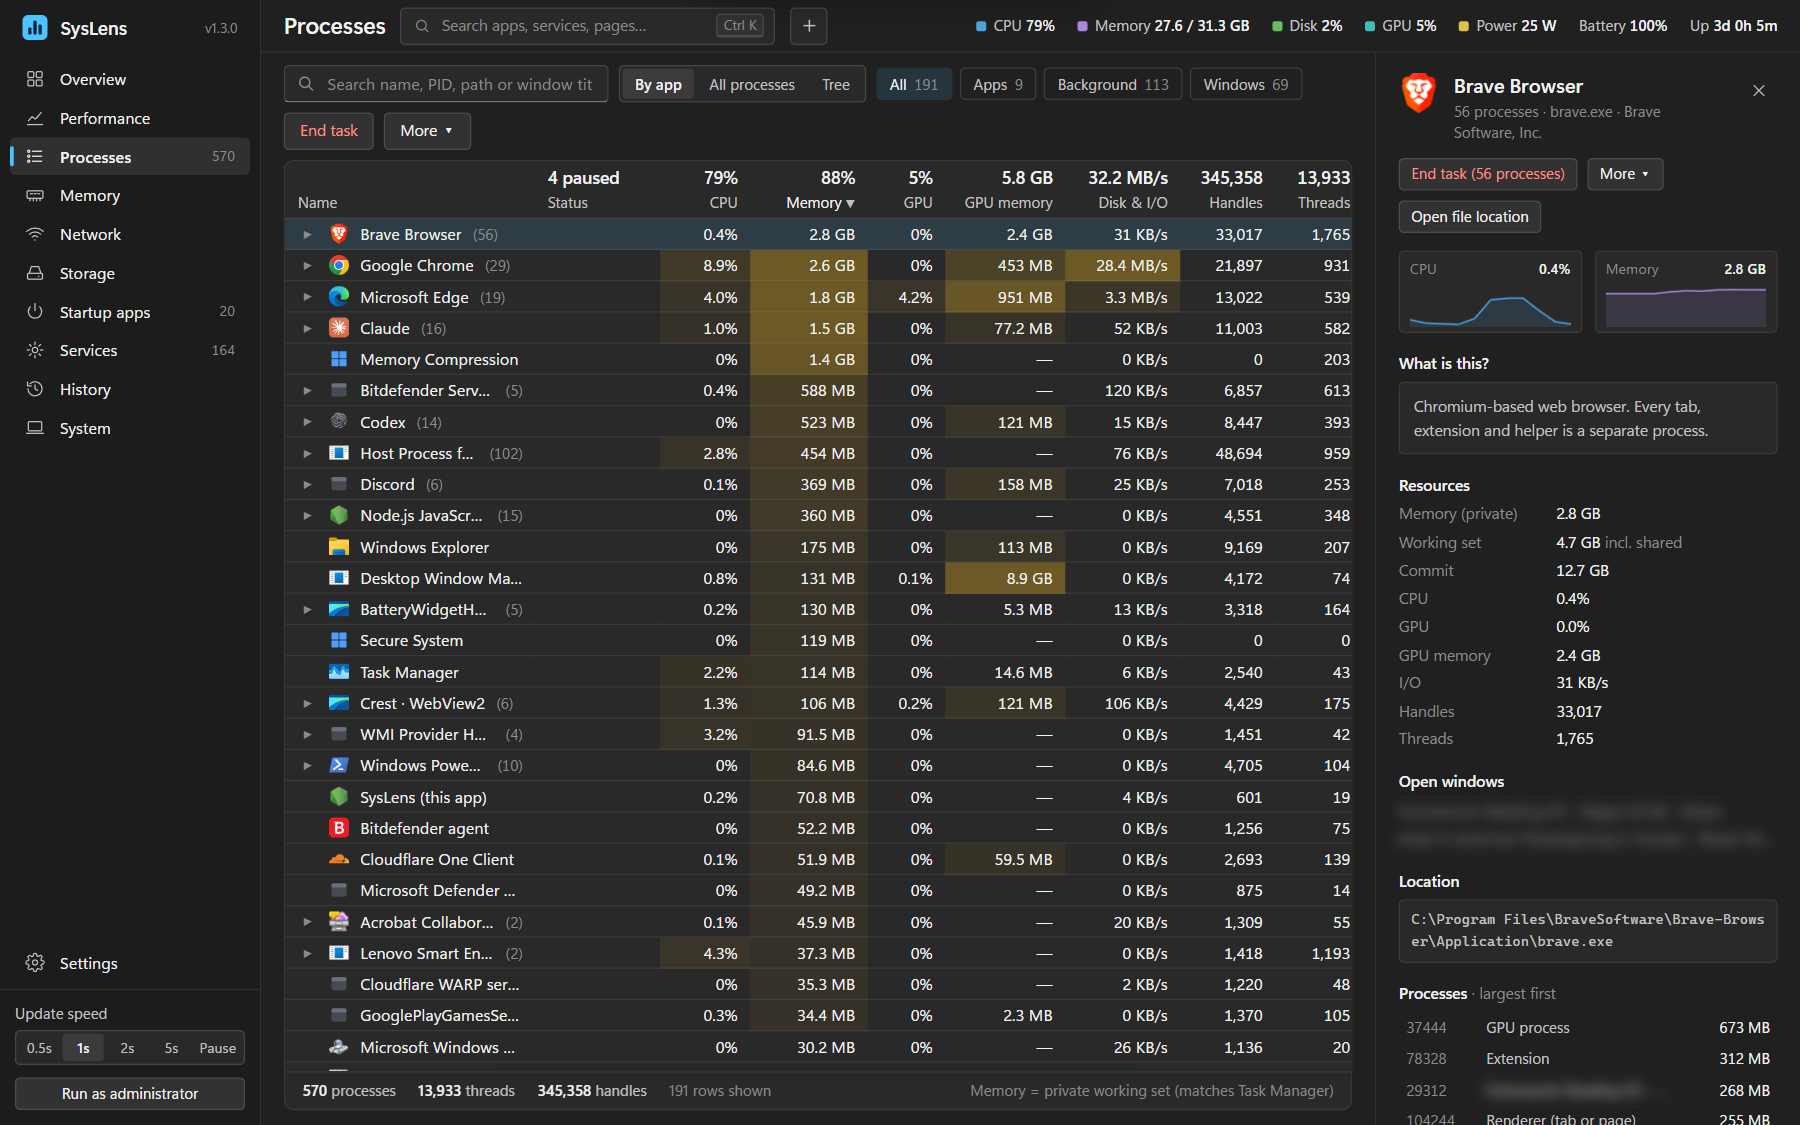 SysLens v1.3.0
Overview
Performance
Processes 570
Memory
Network
Storage
Startup apps 20
Services 164
History
System
Settings
Update speed
0.5s 1s 2s 5s Pause
Run as administrator
Processes Search apps, services, pages... Ctrl K + CPU 79% Memory 27.6 / 31.3 GB Disk 2% GPU 5% Power 25 W Battery 100% Up 3d 0h 5m
Search name, PID, path or window tit By app All processes Tree All 191 Apps 9 Background 113 Windows 69
End task More ▼
4 paused 79% 88% 5% 5.8 GB 32.2 MB/s 345,358 13,933
Name Status CPU Memory ▼ GPU GPU memory Disk & I/O Handles Threads
Brave Browser (56) 0.4% 2.8 GB 0% 2.4 GB 31 KB/s 33,017 1,765
Google Chrome (29) 8.9% 2.6 GB 0% 453 MB 28.4 MB/s 21,897 931
Microsoft Edge (19) 4.0% 1.8 GB 4.2% 951 MB 3.3 MB/s 13,022 539
Claude (16) 1.0% 1.5 GB 0% 77.2 MB 52 KB/s 11,003 582
Memory Compression 0% 1.4 GB 0% — 0 KB/s 0 203
Bitdefender Serv... (5) 0.4% 588 MB 0% — 120 KB/s 6,857 613
Codex (14) 0% 523 MB 0% 121 MB 15 KB/s 8,447 393
Host Process f... (102) 2.8% 454 MB 0% — 76 KB/s 48,694 959
Discord (6) 0.1% 369 MB 0% 158 MB 25 KB/s 7,018 253
Node.js JavaScr... (15) 0% 360 MB 0% — 0 KB/s 4,551 348
Windows Explorer 0% 175 MB 0% 113 MB 0 KB/s 9,169 207
Desktop Window Ma... 0.8% 131 MB 0.1% 8.9 GB 0 KB/s 4,172 74
BatteryWidgetH... (5) 0.2% 130 MB 0% 5.3 MB 13 KB/s 3,318 164
Secure System 0% 119 MB 0% — 0 KB/s 0 0
Task Manager 2.2% 114 MB 0% 14.6 MB 6 KB/s 2,540 43
Crest · WebView2 (6) 1.3% 106 MB 0.2% 121 MB 106 KB/s 4,429 175
WMI Provider H... (4) 3.2% 91.5 MB 0% — 0 KB/s 1,451 42
Windows Powe... (10) 0% 84.6 MB 0% — 0 KB/s 4,705 104
SysLens (this app) 0.2% 70.8 MB 0% — 4 KB/s 601 19
Bitdefender agent 0% 52.2 MB 0% — 0 KB/s 1,256 75
Cloudflare One Client 0.1% 51.9 MB 0% 59.5 MB 0 KB/s 2,693 139
Microsoft Defender ... 0% 49.2 MB 0% — 0 KB/s 875 14
Acrobat Collabor... (2) 0.1% 45.9 MB 0% — 20 KB/s 1,309 55
Lenovo Smart En... (2) 4.3% 37.3 MB 0% — 0 KB/s 1,418 1,193
Cloudflare WARP ser... 0% 35.3 MB 0% — 2 KB/s 1,220 48
GooglePlayGamesSe... 0.3% 34.4 MB 0% 2.3 MB 0 KB/s 1,370 105
Microsoft Windows ... 0% 30.2 MB 0% — 26 KB/s 1,136 20
570 processes 13,933 threads 345,358 handles 191 rows shown Memory = private working set (matches Task Manager)
Brave Browser
56 processes · brave.exe · Brave
Software, Inc.
End task (56 processes) More ▼
Open file location
CPU 0.4% Memory 2.8 GB
What is this?
Chromium-based web browser. Every tab,
extension and helper is a separate process.
Resources
Memory (private) 2.8 GB
Working set 4.7 GB incl. shared
Commit 12.7 GB
CPU 0.4%
GPU 0.0%
GPU memory 2.4 GB
I/O 31 KB/s
Handles 33,017
Threads 1,765
Open windows
Location
C:\Program Files\BraveSoftware\Brave-Brows
er\Application\brave.exe
Processes · largest first
37444 GPU process 673 MB
78328 Extension 312 MB
29312 268 MB
104244 Renderer (tab or page) 255 MB